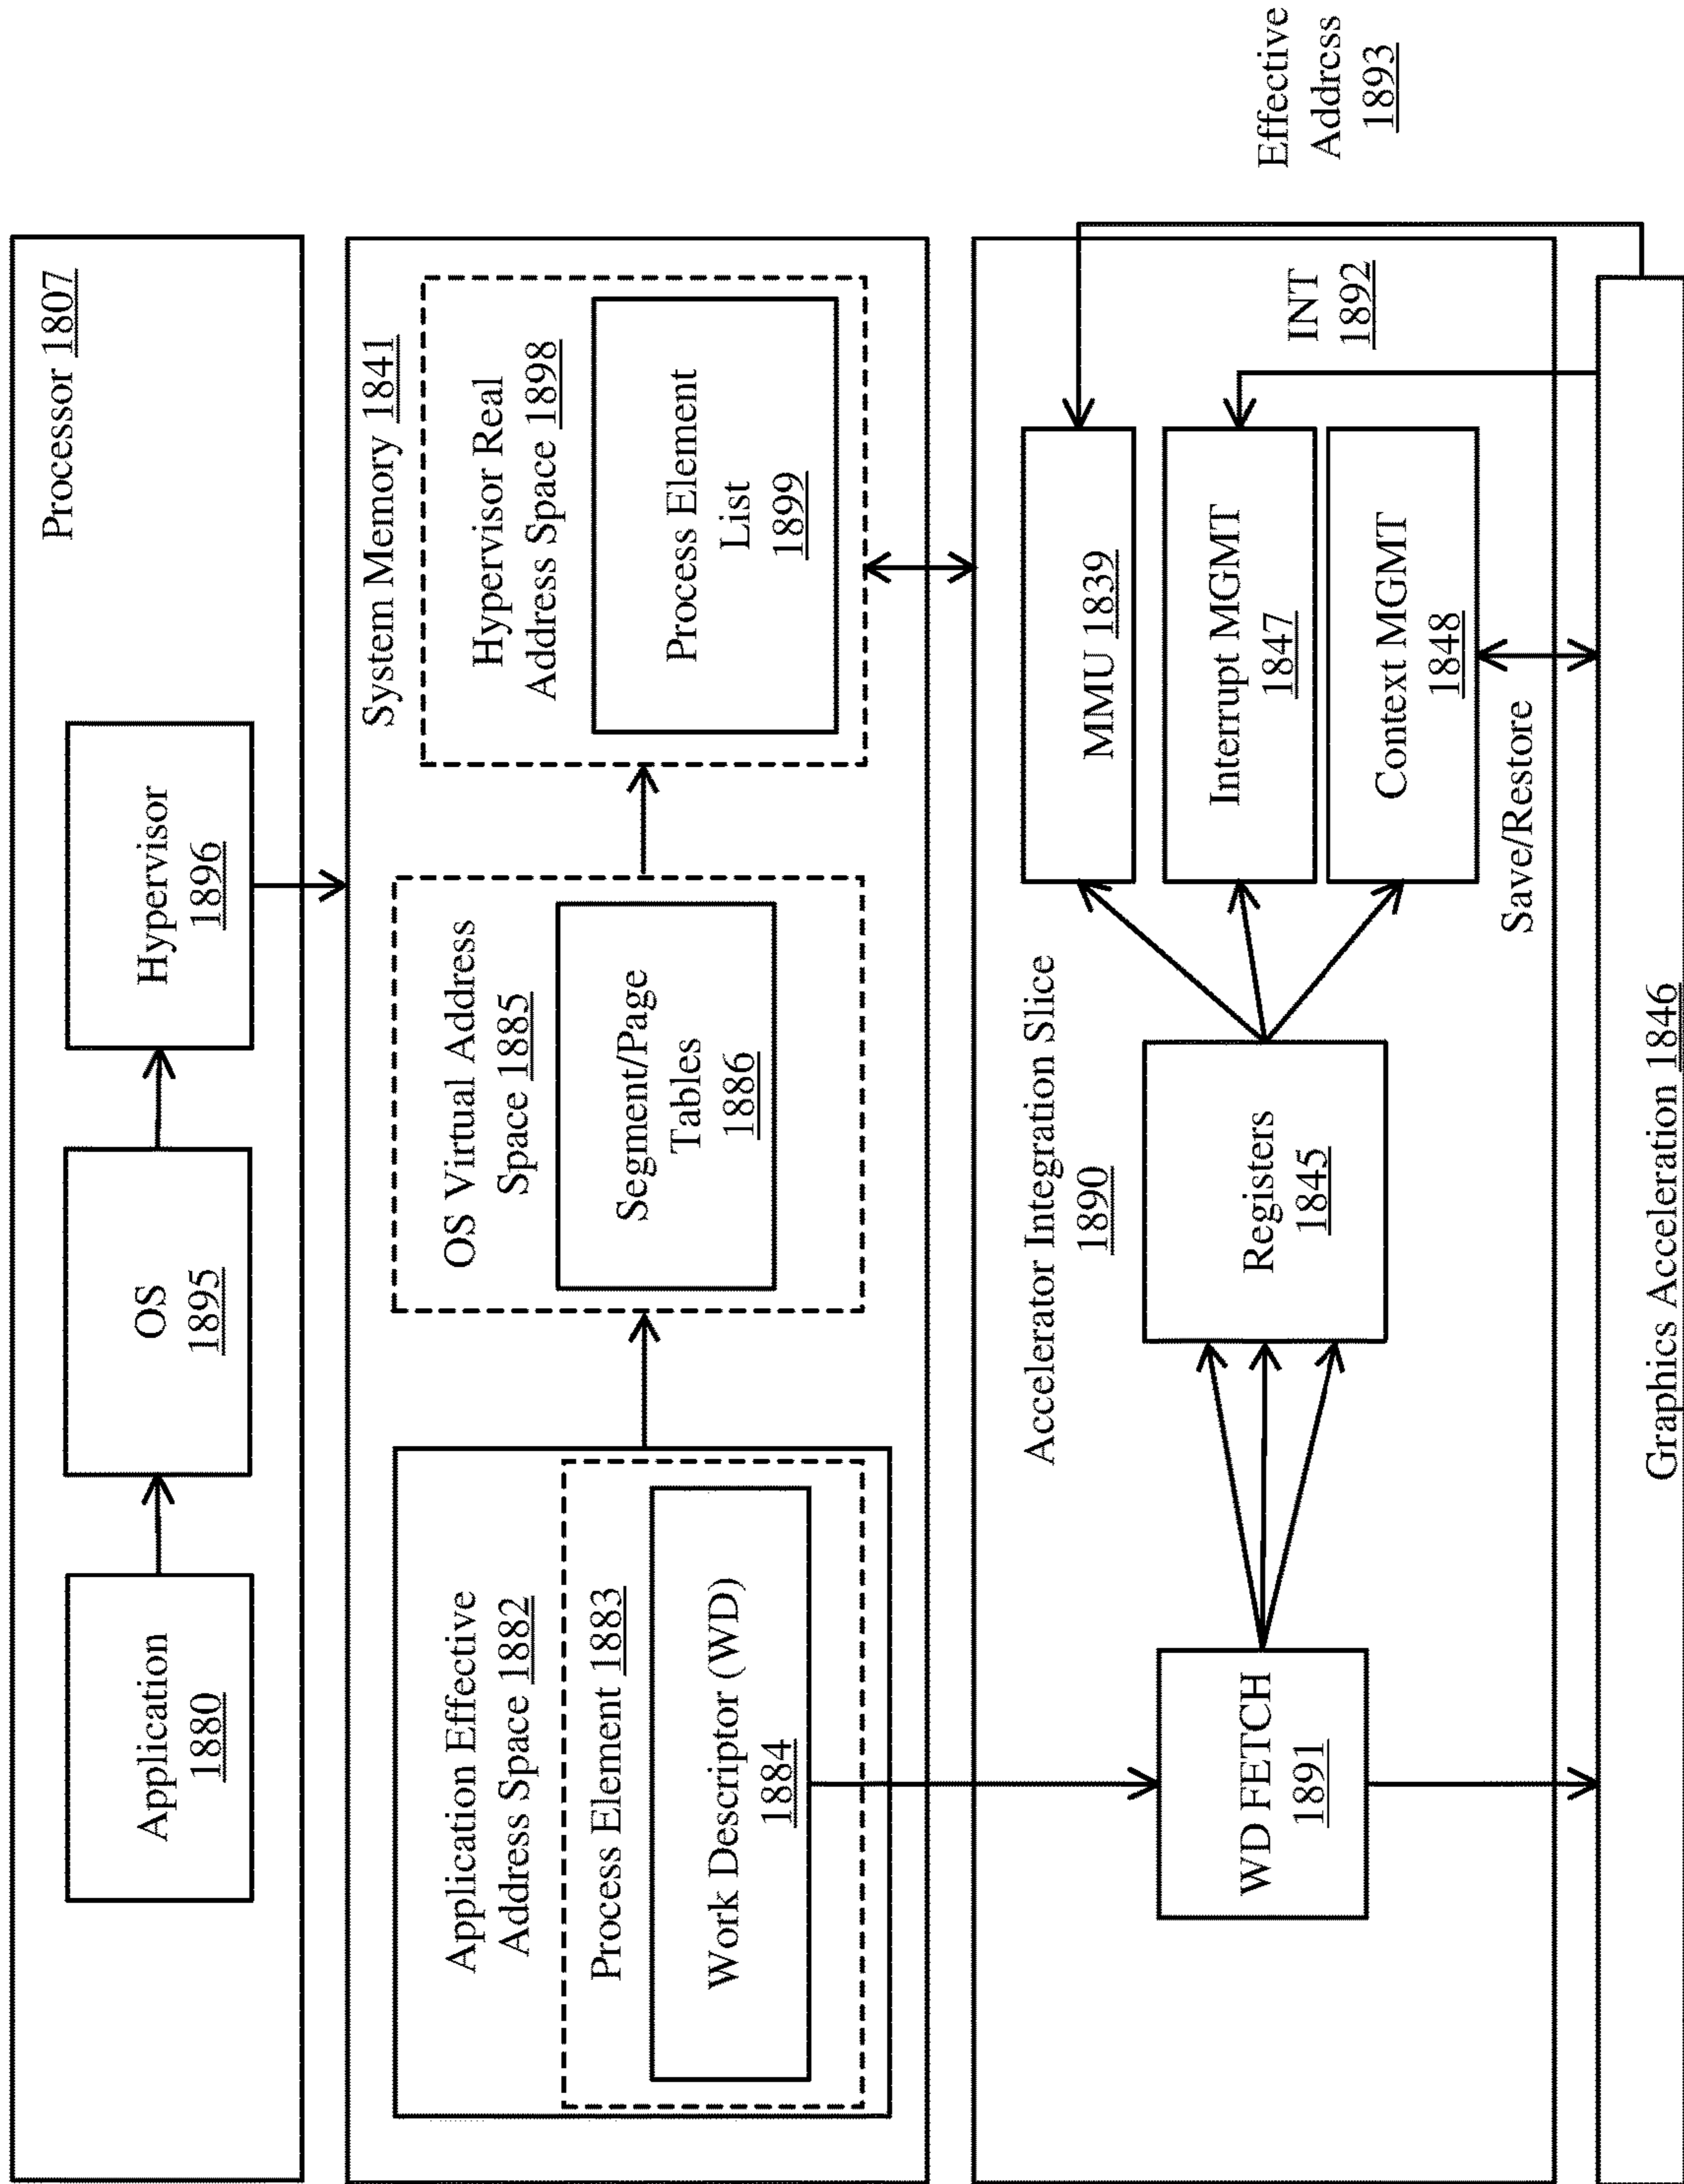 Processor 1807
Application
1880
OS
1895
Hypervisor
1896
System Memory 1841
Application Effective
Address Space 1882
Process Element 1883
Work Descriptor (WD)
1884
OS Virtual Address
Space 1885
Segment/Page
Tables
1886
Hypervisor Real
Address Space 1898
Process Element
List
1899
Accelerator Integration Slice
1890
WD FETCH
1891
Registers
1845
MMU 1839
Interrupt MGMT
1847
Context MGMT
1848
Save/Restore
INT
1892
Effective
Address
1893
Graphics Acceleration 1846